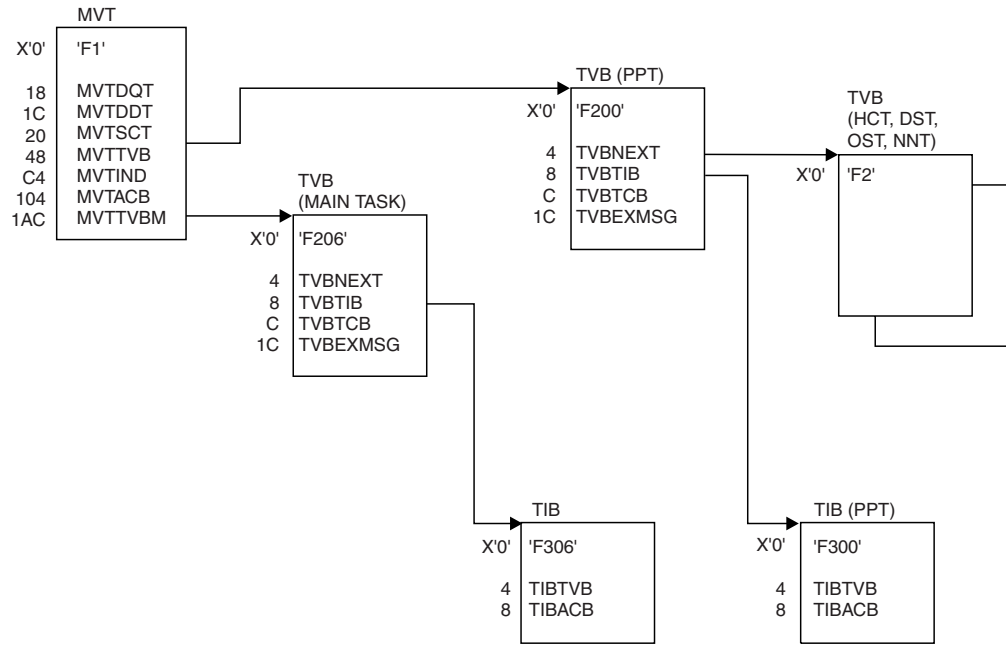 MVT
X'0' 'F1'
18 MVTDQT
1C MVTDDT
20 MVTSCT
48 MVTTVB
C4 MVTIND
104 MVTACB
1AC MVTTVBM
TVB
(MAIN TASK)
X'0' 'F206'
4 TVBNEXT
8 TVBTIB
C TVBTCB
1C TVBEXMSG
TVB (PPT)
X'0' 'F200'
4 TVBNEXT
8 TVBTIB
C TVBTCB
1C TVBEXMSG
TVB
(HCT, DST,
OST, NNT)
X'0' 'F2'
TIB
X'0' 'F306'
4 TIBTVB
8 TIBACB
TIB (PPT)
X'0' 'F300'
4 TIBTVB
8 TIBACB